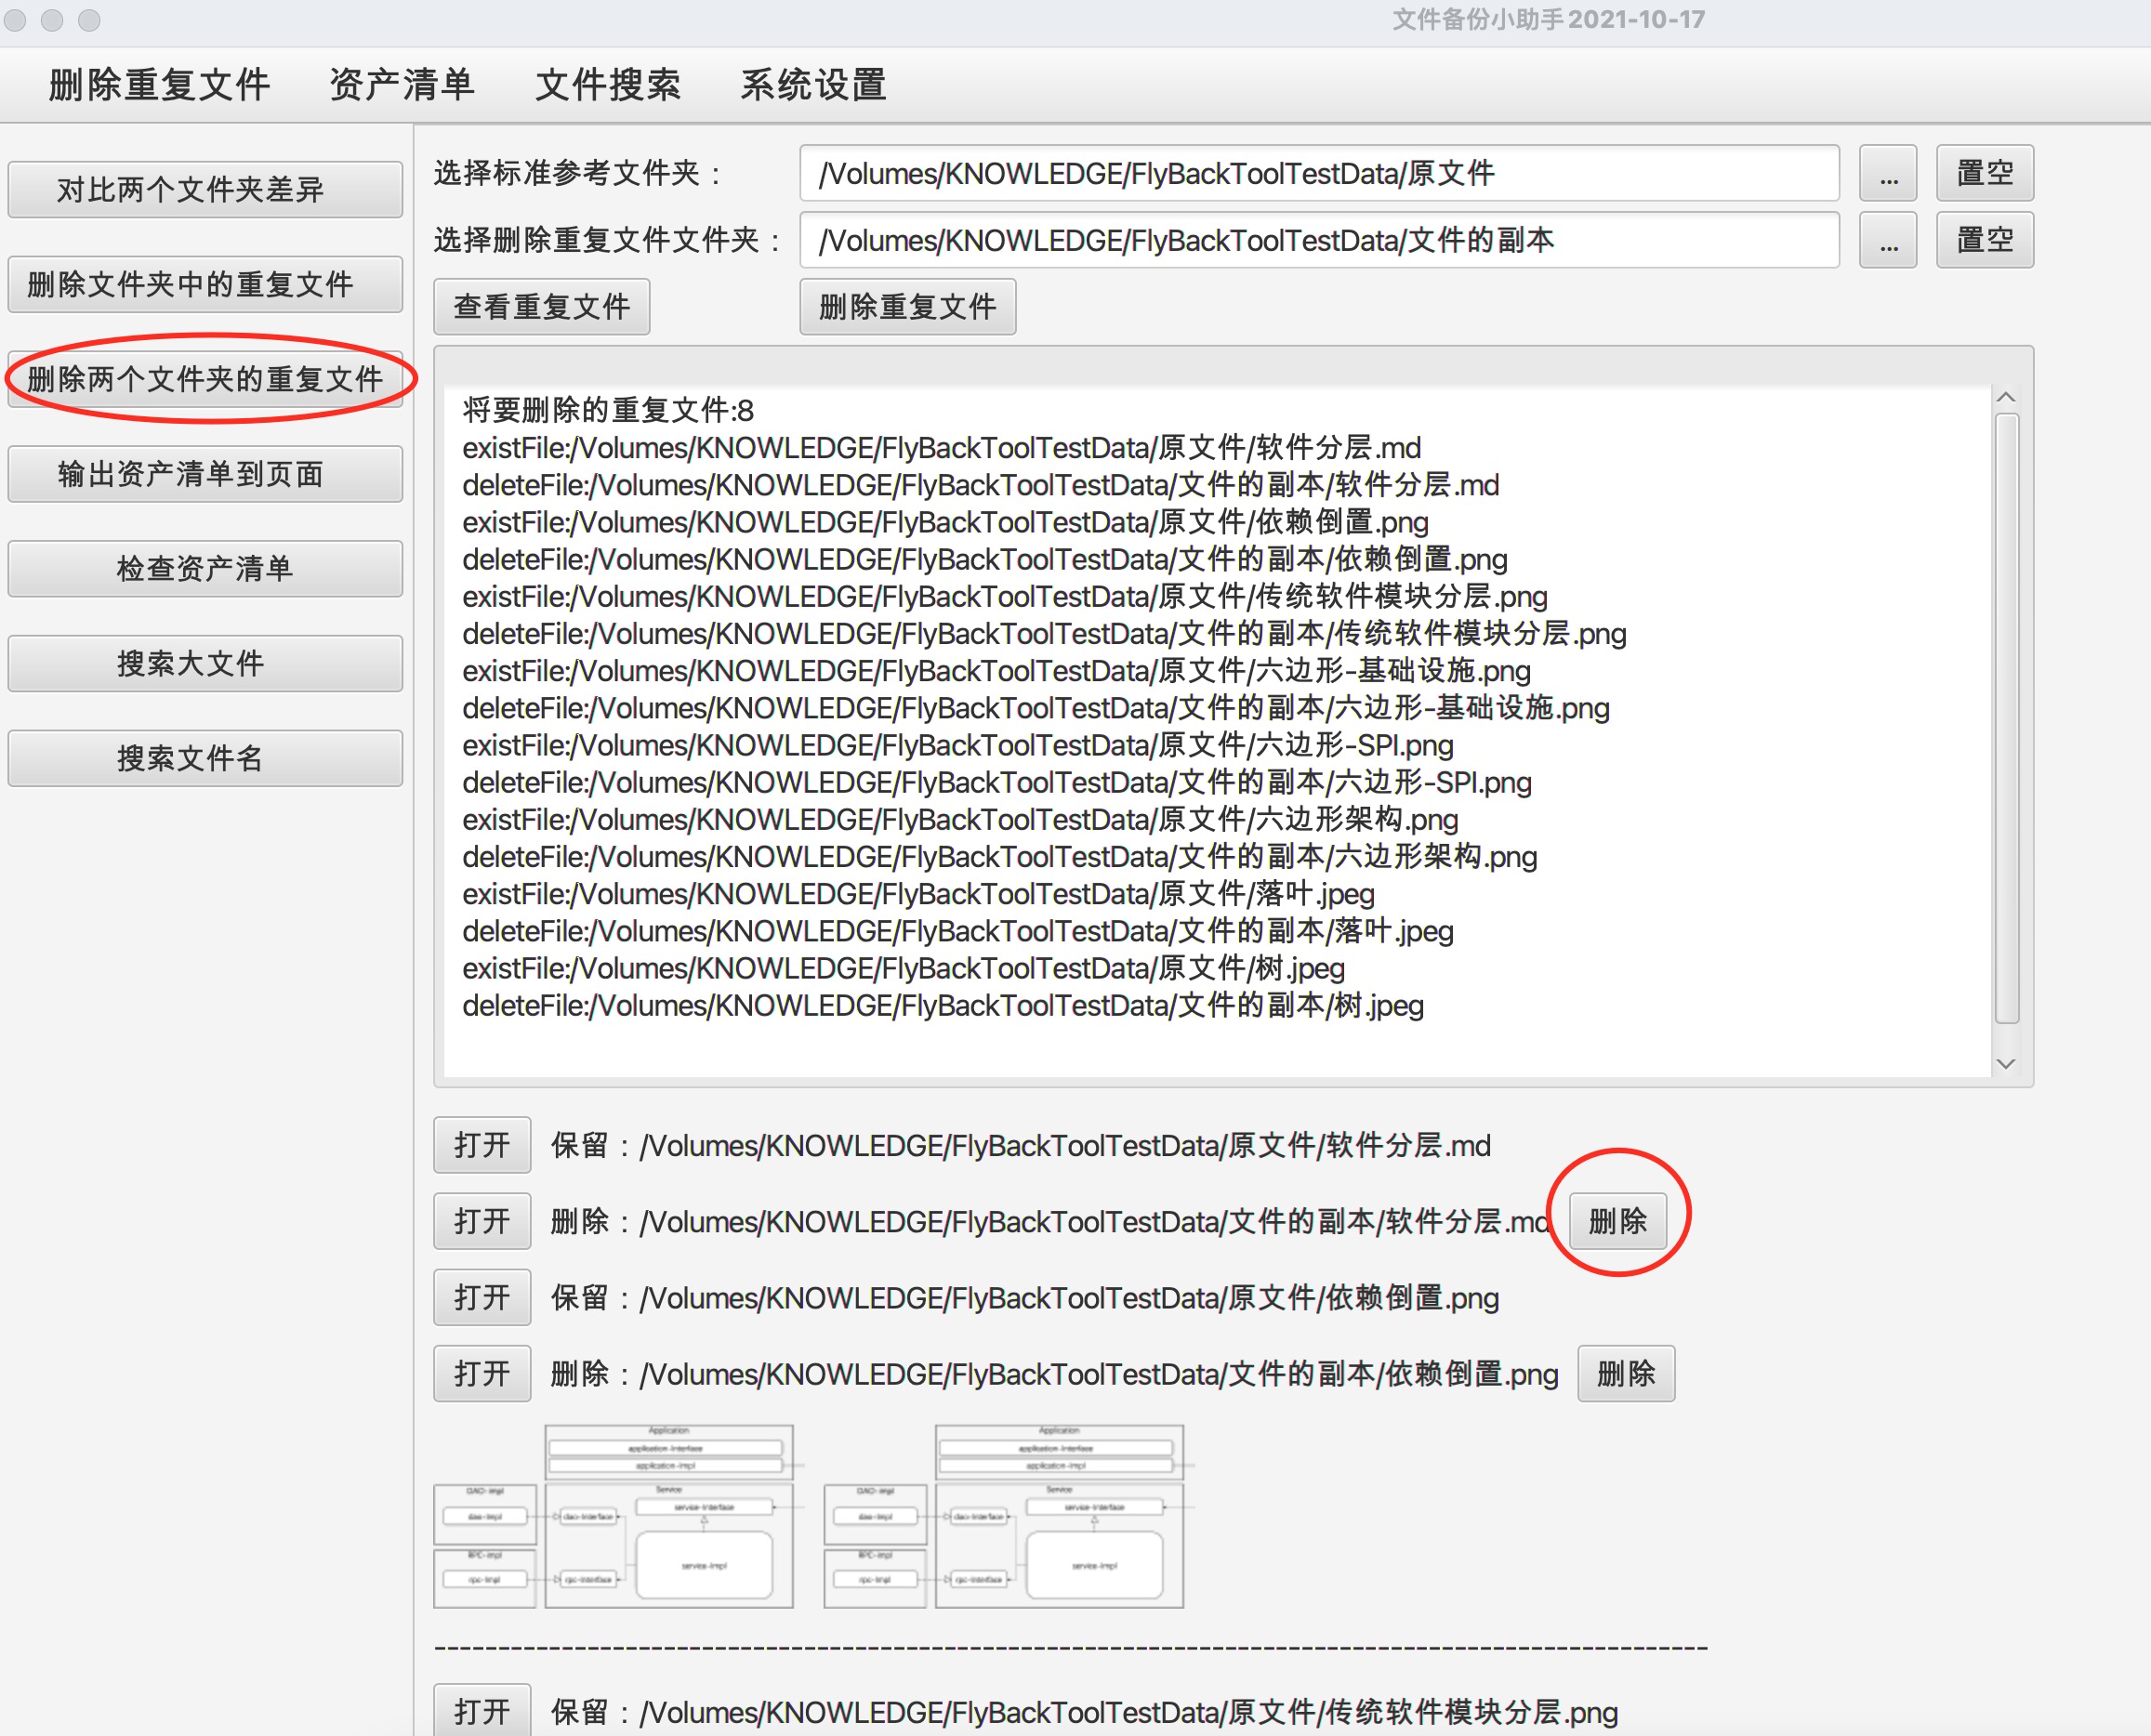 文件备份小助手2021-10-17
删除重复文件 资产清单 文件搜索 系统设置
对比两个文件夹差异
删除文件夹中的重复文件
删除两个文件夹的重复文件
输出资产清单到页面
检查资产清单
搜索大文件
搜索文件名
选择标准参考文件夹： /Volumes/KNOWLEDGE/FlyBackToolTestData/原文件 ... 置空
选择删除重复文件文件夹： /Volumes/KNOWLEDGE/FlyBackToolTestData/文件的副本 ... 置空
查看重复文件 删除重复文件
将要删除的重复文件:8
existFile:/Volumes/KNOWLEDGE/FlyBackToolTestData/原文件/软件分层.md
deleteFile:/Volumes/KNOWLEDGE/FlyBackToolTestData/文件的副本/软件分层.md
existFile:/Volumes/KNOWLEDGE/FlyBackToolTestData/原文件/依赖倒置.png
deleteFile:/Volumes/KNOWLEDGE/FlyBackToolTestData/文件的副本/依赖倒置.png
existFile:/Volumes/KNOWLEDGE/FlyBackToolTestData/原文件/传统软件模块分层.png
deleteFile:/Volumes/KNOWLEDGE/FlyBackToolTestData/文件的副本/传统软件模块分层.png
existFile:/Volumes/KNOWLEDGE/FlyBackToolTestData/原文件/六边形-基础设施.png
deleteFile:/Volumes/KNOWLEDGE/FlyBackToolTestData/文件的副本/六边形-基础设施.png
existFile:/Volumes/KNOWLEDGE/FlyBackToolTestData/原文件/六边形-SPI.png
deleteFile:/Volumes/KNOWLEDGE/FlyBackToolTestData/文件的副本/六边形-SPI.png
existFile:/Volumes/KNOWLEDGE/FlyBackToolTestData/原文件/六边形架构.png
deleteFile:/Volumes/KNOWLEDGE/FlyBackToolTestData/文件的副本/六边形架构.png
existFile:/Volumes/KNOWLEDGE/FlyBackToolTestData/原文件/落叶.jpeg
deleteFile:/Volumes/KNOWLEDGE/FlyBackToolTestData/文件的副本/落叶.jpeg
existFile:/Volumes/KNOWLEDGE/FlyBackToolTestData/原文件/树.jpeg
deleteFile:/Volumes/KNOWLEDGE/FlyBackToolTestData/文件的副本/树.jpeg
打开 保留：/Volumes/KNOWLEDGE/FlyBackToolTestData/原文件/软件分层.md
打开 删除：/Volumes/KNOWLEDGE/FlyBackToolTestData/文件的副本/软件分层.md 删除
打开 保留：/Volumes/KNOWLEDGE/FlyBackToolTestData/原文件/依赖倒置.png
打开 删除：/Volumes/KNOWLEDGE/FlyBackToolTestData/文件的副本/依赖倒置.png 删除
Application Application
application-interface application-interface
application-impl application-impl
DAO-impl Service DAO-impl Service
service-interface service-interface
dao-impl dao-interface dao-impl dao-interface
RPC-impl service-impl RPC-impl service-impl
rpc-impl rpc-interface rpc-impl rpc-interface
打开 保留：/Volumes/KNOWLEDGE/FlyBackToolTestData/原文件/传统软件模块分层.png